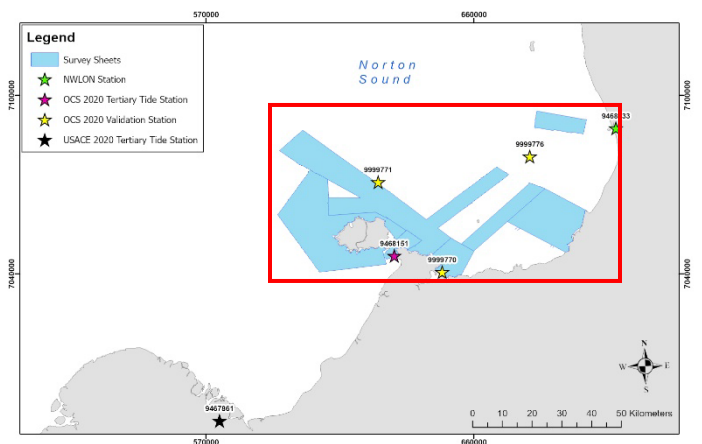 570000
660000
Legend
Survey Sheets
NWLON Station
OCS 2020 Tertiary Tide Station
OCS 2020 Validation Station
USACE 2020 Tertiary Tide Station
Norton
Sound
7100000
7100000
9999776
9999771
9468151
9999770
7040000
7040000
N
W
E
S
9467861
0 10 20 30 40 50 Kilometers
570000
660000